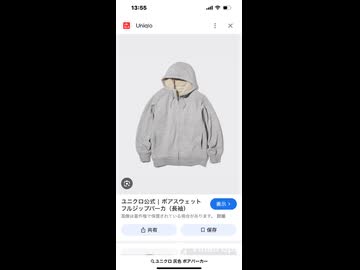 13:55
Uniqlo
ユニクロ公式 | ボアスウェット
フルジップパーカ（長袖）
表示
画像は著作権で保護されている場合があります。 詳細
共有
保存
ユニクロ 灰色 ボアパーカー